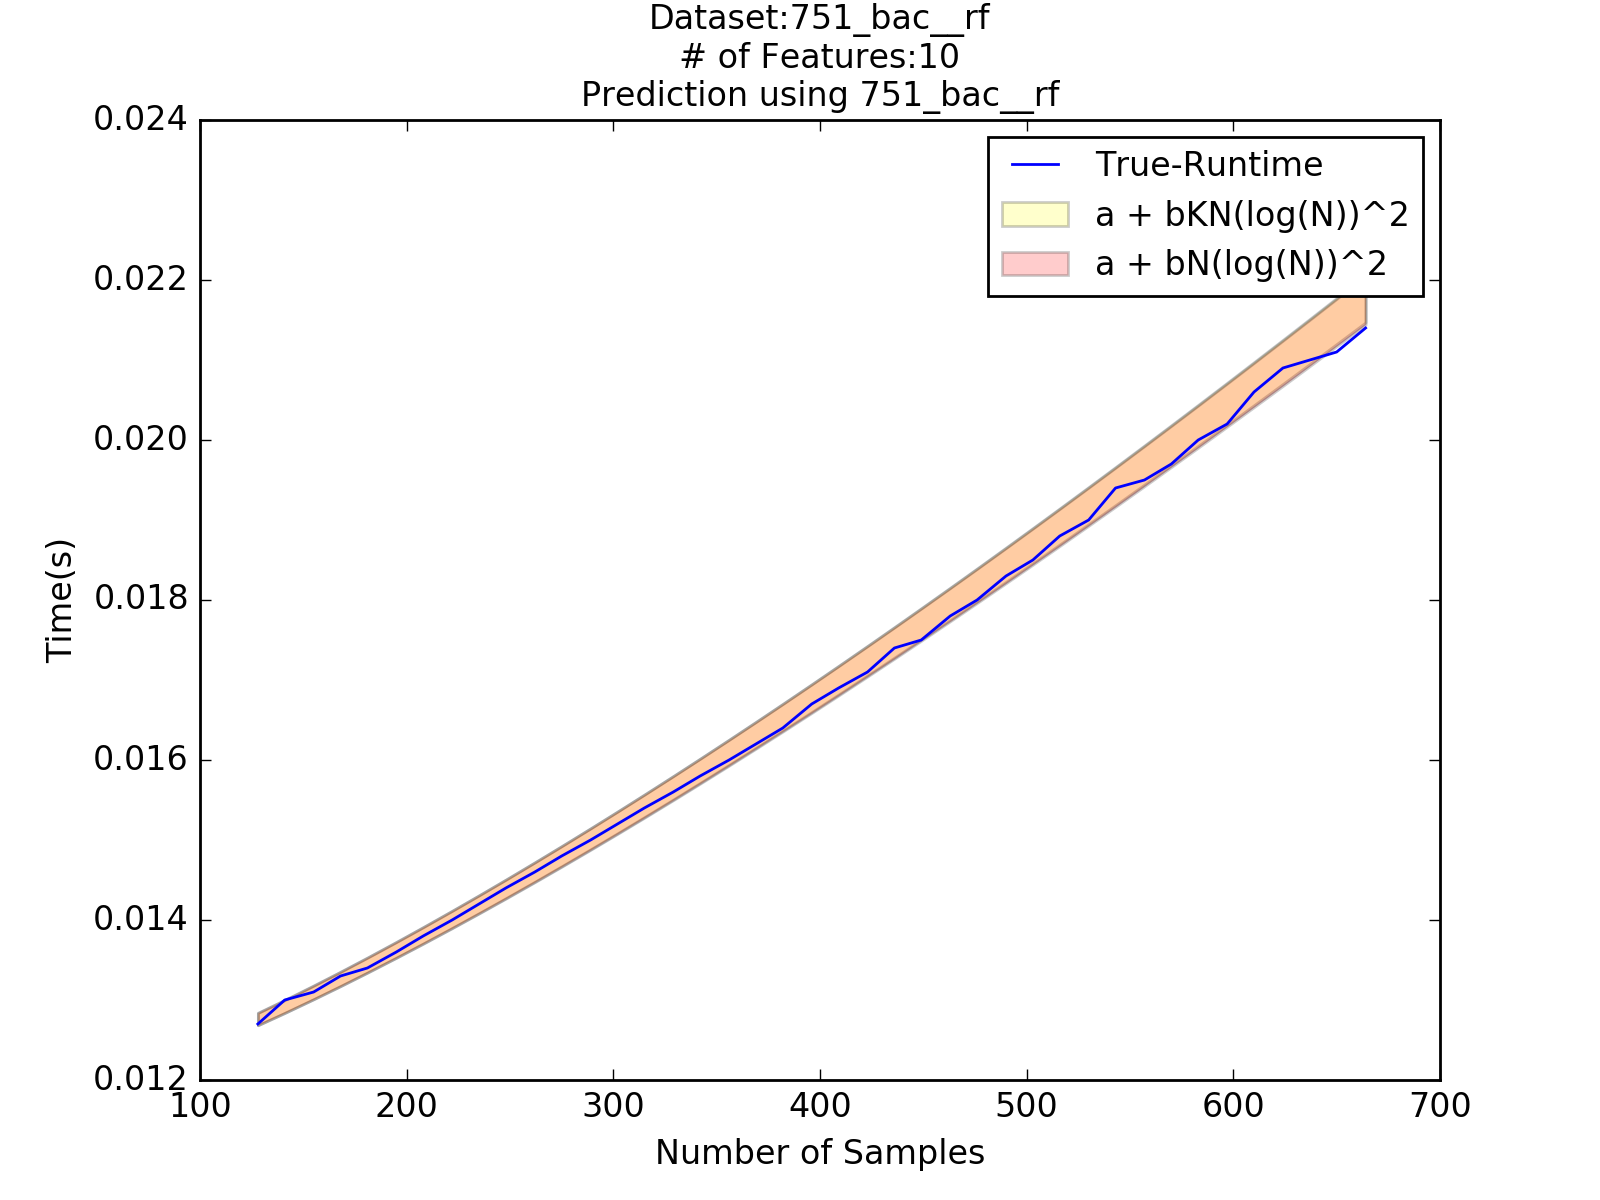 Dataset:751_bac__rf
# of Features:10
Prediction using 751_bac__rf
0.024
0.022
0.020
0.018
0.016
0.014
0.012
Time(s)
True-Runtime
a + bKN(log(N))^2
a + bN(log(N))^2
100 200 300 400 500 600 700
Number of Samples